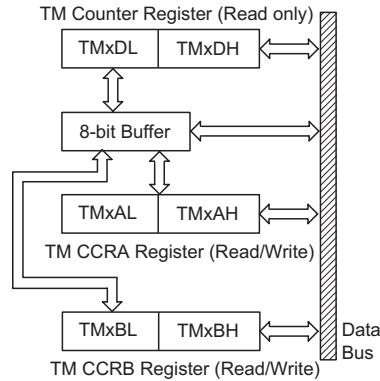 TM Counter Register (Read only)
TMxDL TMxDH
8-bit Buffer
TMxAL TMxAH
TM CCRA Register (Read/Write)
TMxBL TMxBH
TM CCRB Register (Read/Write)
Data
Bus